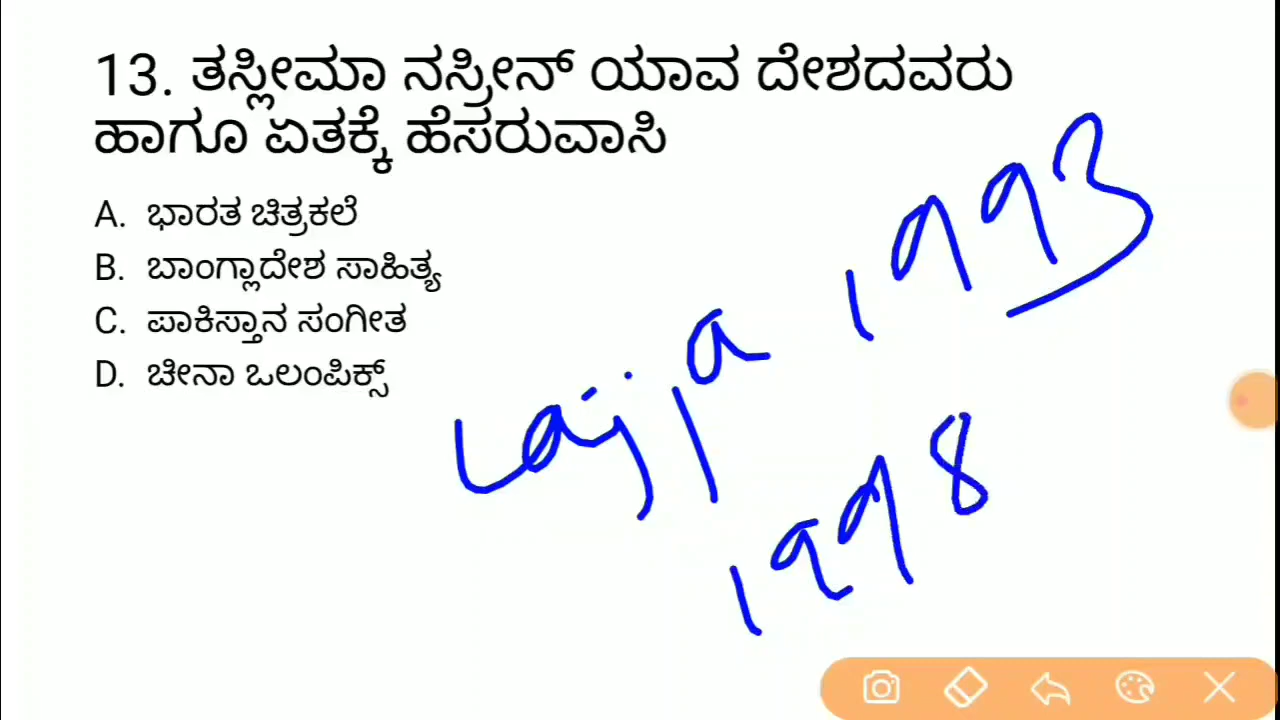 13. ತಸ್ಲೀಮಾ ನಸ್ರೀನ್ ಯಾವ ದೇಶದವರು
ಹಾಗೂ ಏತಕ್ಕೆ ಹೆಸರುವಾಸಿ
A. ಭಾರತ ಚಿತ್ರಕಲೆ
B. ಬಾಂಗ್ಲಾದೇಶ ಸಾಹಿತ್ಯ
C. ಪಾಕಿಸ್ತಾನ ಸಂಗೀತ
D. ಚೀನಾ ಒಲಂಪಿಕ್ಸ್
Lajja 1993
1998